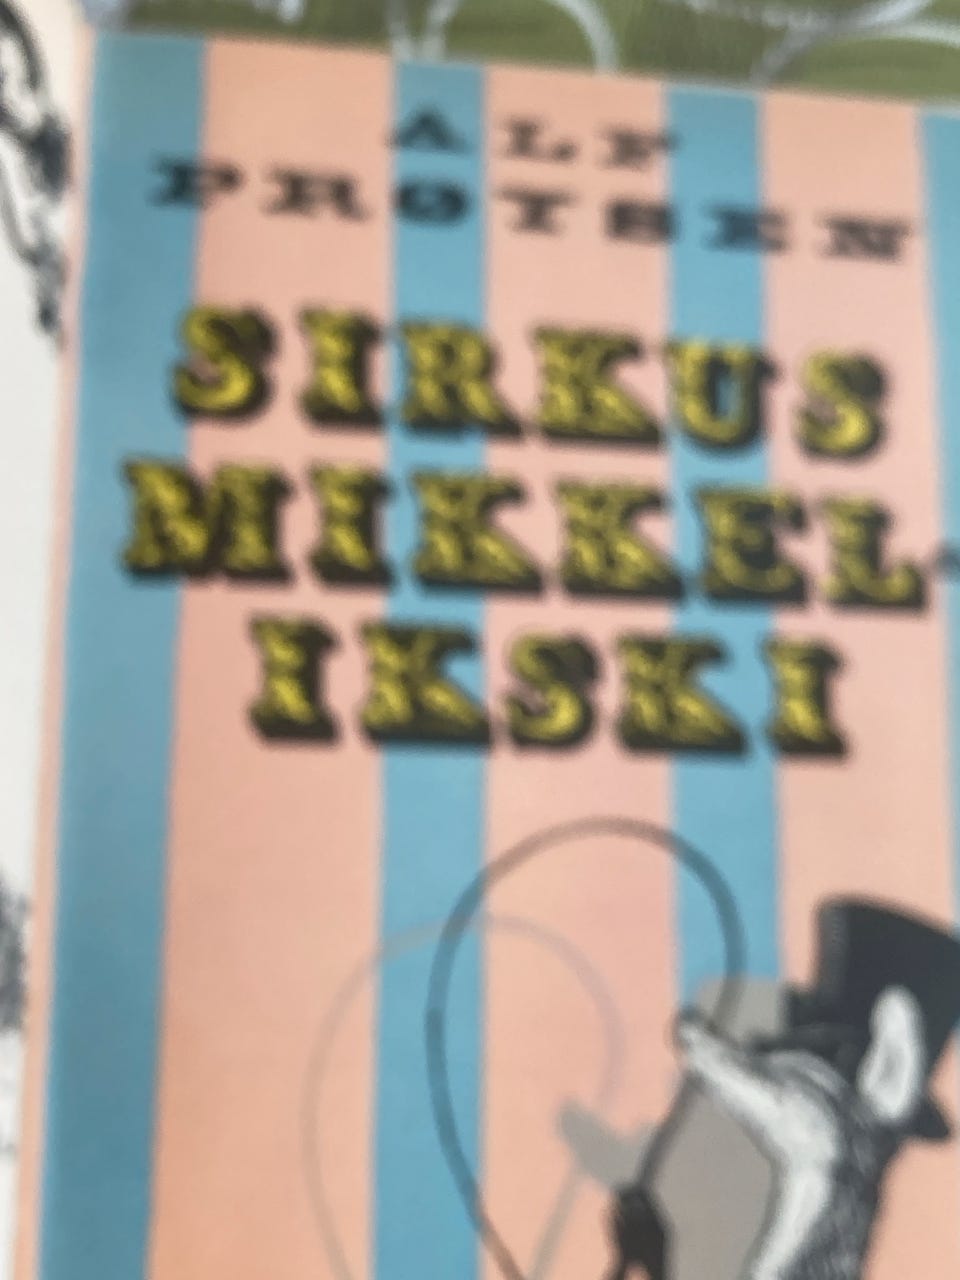 ALF
PRØYSEN
SIRKUS
MIKKEL-
IKSKI